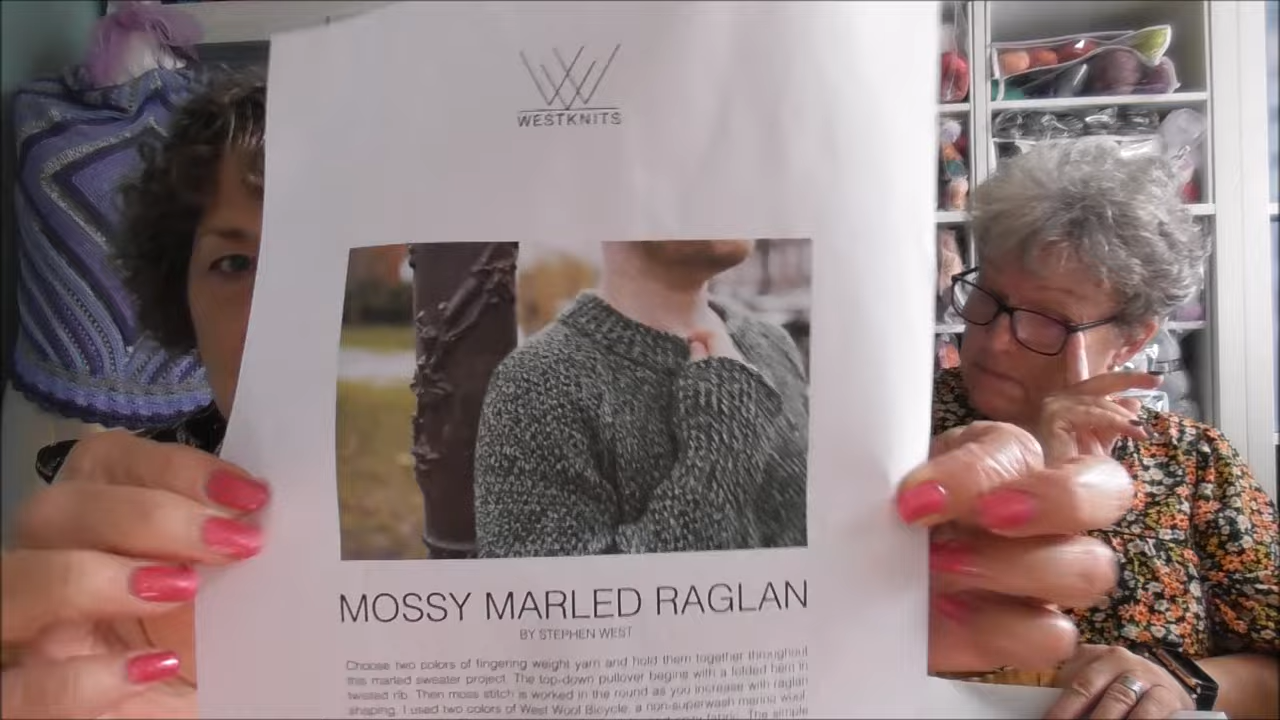 WESTKNITS
MOSSY MARLED RAGLAN
BY STEPHEN WEST
Choose two colors of fingering weight yarn and hold them together throughout
this marled sweater project. The top-down pullover begins with a folded hem in
twisted rib. Then moss stitch is worked in the round as you increase with raglan
shaping. I used two colors of West Wool Bicycle, a non-superwash merino wool
fabric. The simple